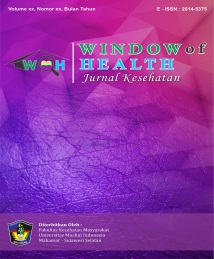 Volume xx, Nomor xx, Bulan Tahun
E - ISSN : 2614-5375
W H
WINDOW of
HEALTH
Jurnal Kesehatan
Diterbitkan Oleh :
Fakultas Kesehatan Masyarakat
Universitas Muslim Indonesia
Makassar - Sulawesi Selatan